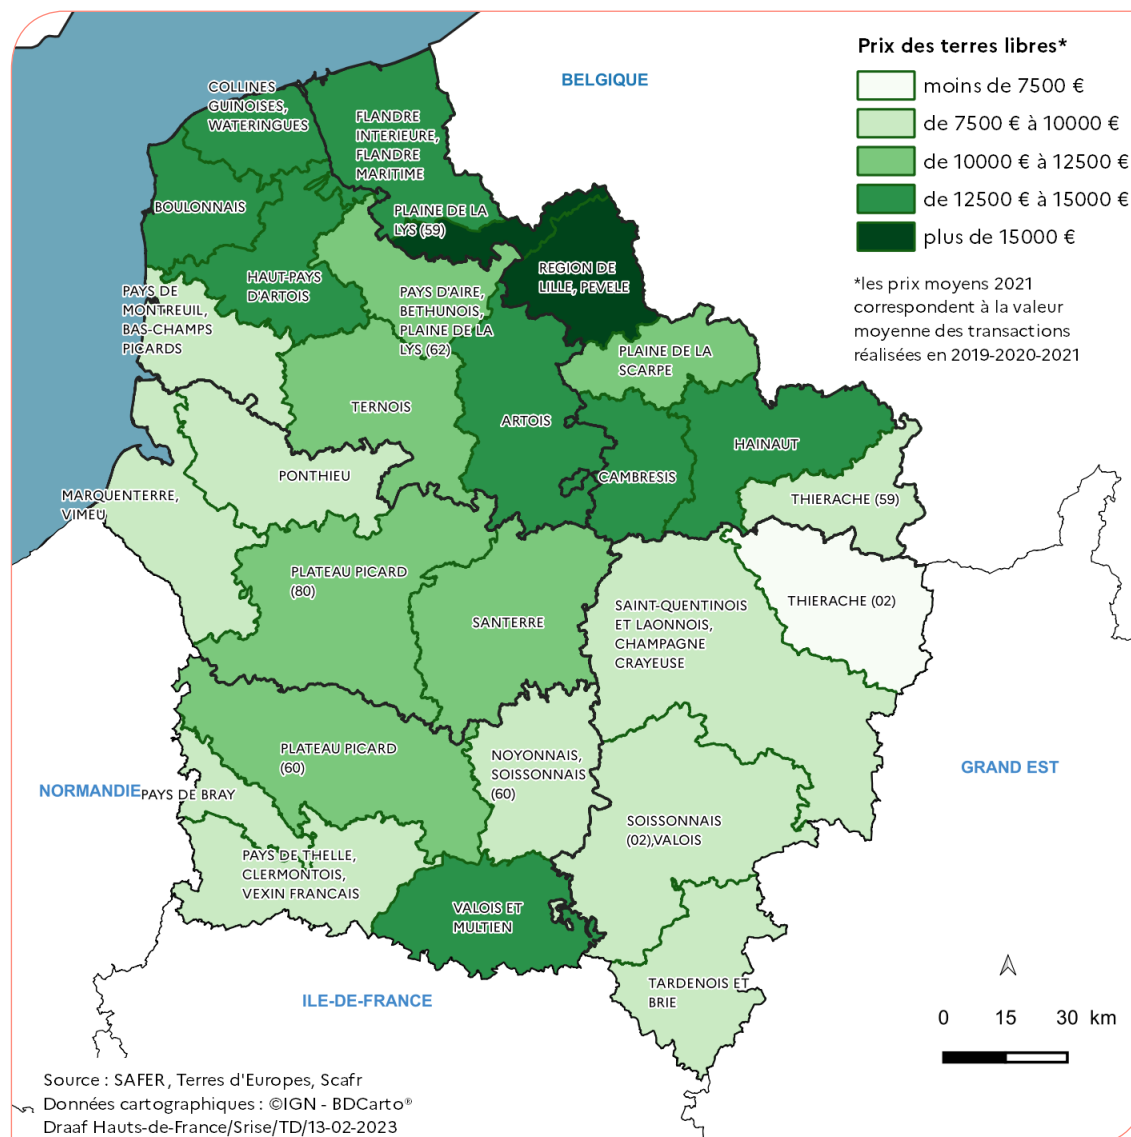 Prix des terres libres*
moins de 7500 €
de 7500 € à 10000 €
de 10000 € à 12500 €
de 12500 € à 15000 €
plus de 15000 €
*les prix moyens 2021
correspondent à la valeur
moyenne des transactions
réalisées en 2019-2020-2021
BELGIQUE
COLLINES
GUINOISES,
WATERINGUES
FLANDRE
INTERIEURE,
FLANDRE
MARITIME
BOULONNAIS
PLAINE DE LA
LYS (59)
HAUT-PAYS
D'ARTOIS
REGION DE
LILLE, PEVELE
PAYS DE
MONTREUIL,
BAS-CHAMPS
PICARDS
PAYS D'AIRE,
BETHUNOIS,
PLAINE DE LA
LYS (62)
PLAINE DE LA
SCARPE
TERNOIS
ARTOIS
HAINAUT
PONTHIEU
CAMBRESIS
MARQUENTERRE,
VIMEU
THIERACHE (59)
PLATEAU PICARD
(80)
SANTERRE
SAINT-QUENTINOIS
ET LAONNOIS,
CHAMPAGNE
CRAYEUSE
THIERACHE (02)
PLATEAU PICARD
(60)
NOYONNAIS,
SOISSONNAIS
(60)
GRAND EST
NORMANDIE
PAYS DE BRAY
SOISSONNAIS
(02),VALOIS
PAYS DE THELLE,
CLERMONTOIS,
VEXIN FRANCAIS
VALOIS ET
MULTIEN
TARDENOIS ET
BRIE
ILE-DE-FRANCE
0 15 30 km
Source : SAFER, Terres d'Europes, Scafr
Données cartographiques : ©IGN - BDCarto®
Draaf Hauts-de-France/Srise/TD/13-02-2023